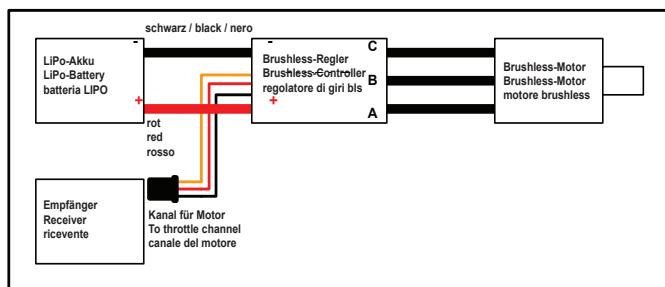 schwarz / black / nero
-
LiPo-Akku
LiPo-Battery
batteria LIPO
+
-
Brushless-Regler
Brushless-Controller
regolatore di giri bls
+
C
B
A
Brushless-Motor
Brushless-Motor
motore brushless
rot
red
rosso
Empfänger
Receiver
ricevente
Kanal für Motor
To throttle channel
canale del motore